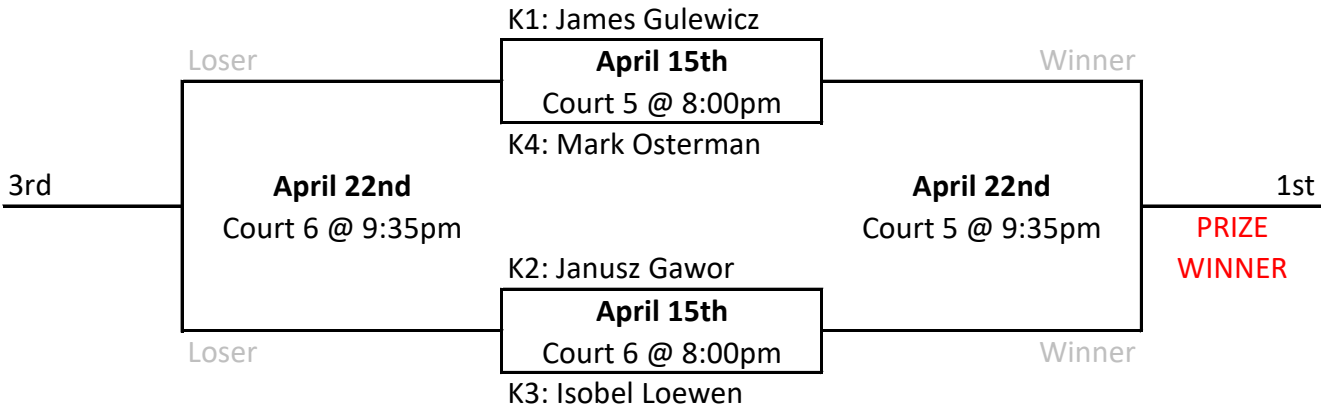 K1: James Gulewicz
Loser
April 15th
Winner
Court 5 @ 8:00pm
K4: Mark Osterman
3rd
April 22nd
April 22nd
1st
Court 6 @ 9:35pm
Court 5 @ 9:35pm
PRIZE
WINNER
K2: Janusz Gawor
April 15th
Loser
Court 6 @ 8:00pm
Winner
K3: Isobel Loewen